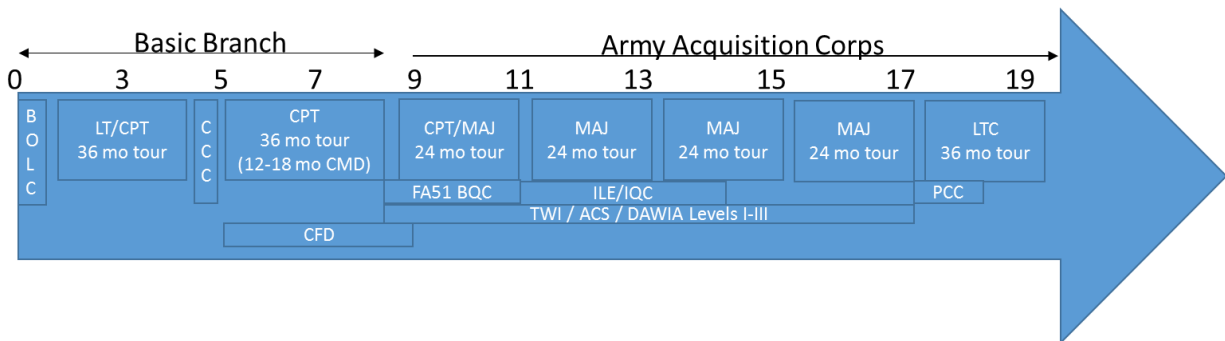 Basic Branch
Army Acquisition Corps
0 3 5 7 9 11 13 15 17 19
BOLC
LT/CPT
36 mo tour
CCC
CPT
36 mo tour
(12-18 mo CMD)
CPT/MAJ
24 mo tour
MAJ
24 mo tour
MAJ
24 mo tour
MAJ
24 mo tour
LTC
36 mo tour
FA51 BQC
ILE/IQC
PCC
TWI / ACS / DAWIA Levels I-III
CFD